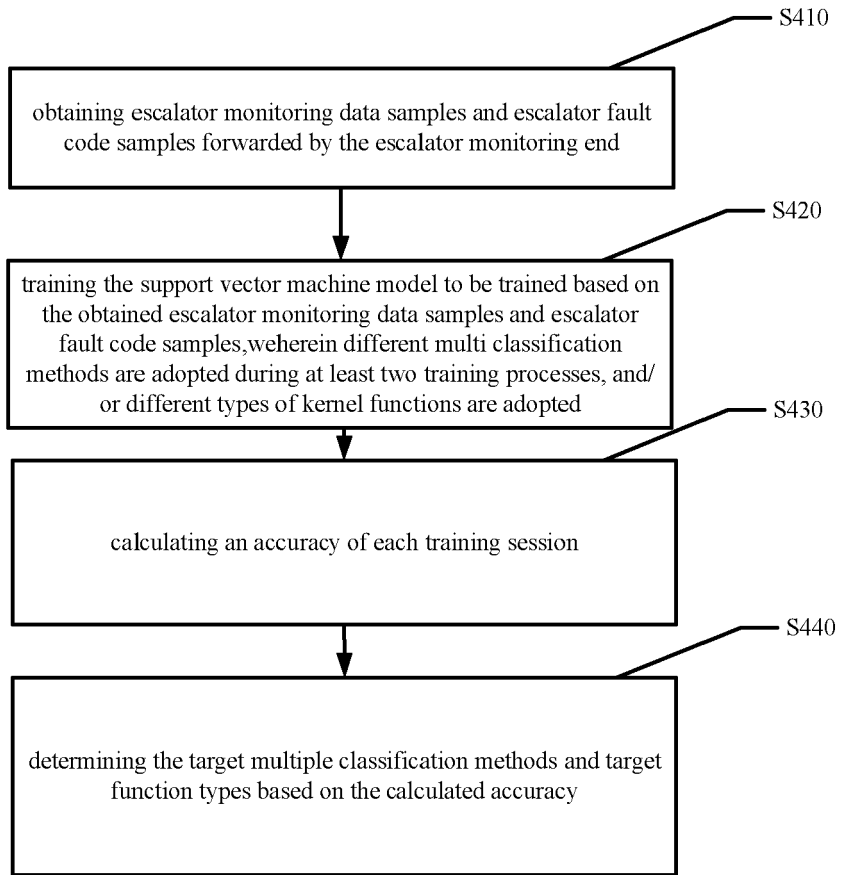 S410
obtaining escalator monitoring data samples and escalator fault
code samples forwarded by the escalator monitoring end
S420
training the support vector machine model to be trained based on
the obtained escalator monitoring data samples and escalator
fault code samples,weherein different multi classification
methods are adopted during at least two training processes, and/
or different types of kernel functions are adopted
S430
calculating an accuracy of each training session
S440
determining the target multiple classification methods and target
function types based on the calculated accuracy